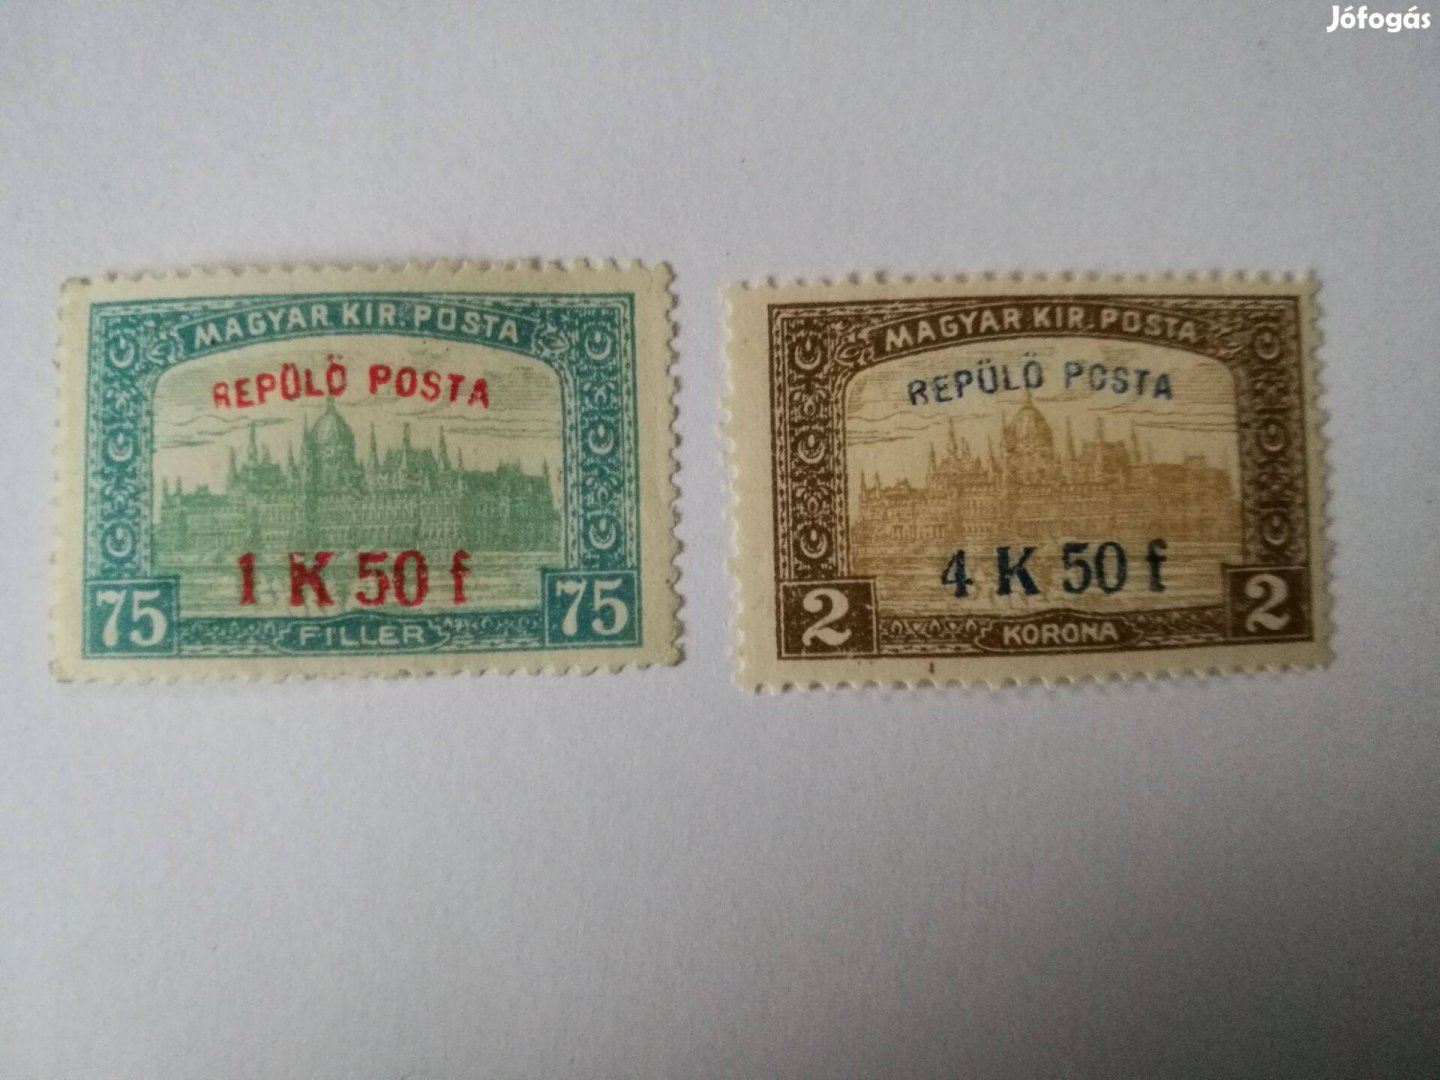 Jófogás
MAGYAR KIR. POSTA
REPÜLŐ POSTA
1 K 50 f
75 FILLER 75
MAGYAR KIR. POSTA
REPÜLŐ POSTA
4 K 50 f
2 KORONA 2